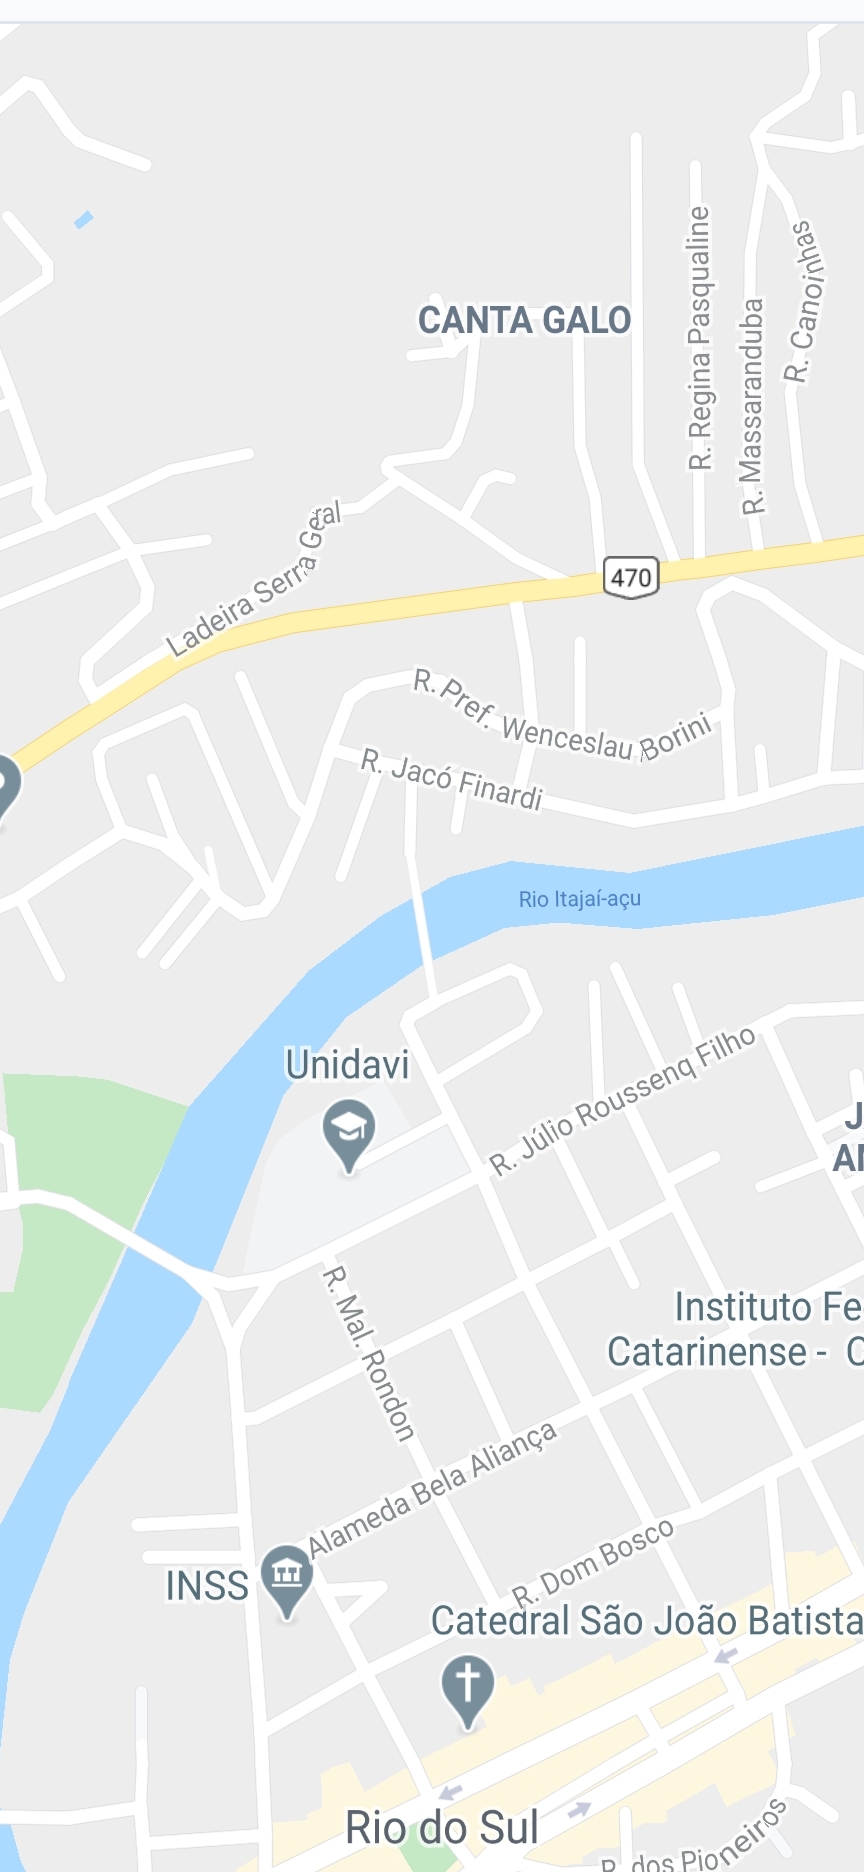 R. Regina Pasqualine
R. Massaranduba
R. Canoinhas
CANTA GALO
Ladeira Serra Geral
470
R. Pref. Wenceslau Borini
R. Jacó Finardi
Rio Itajaí-açu
Unidavi
R. Júlio Roussenq Filho
J
AM
R. Mal. Rondon
Instituto Fe
Catarinense - C
Alameda Bela Aliança
INSS
R. Dom Bosco
Catedral São João Batista
Rio do Sul
R. dos Pioneiros